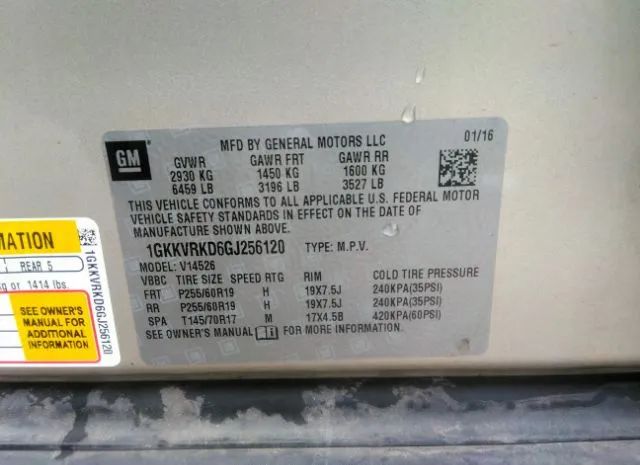 GM
MFD BY GENERAL MOTORS LLC 01/16
GVWR GAWR FRT GAWR RR
2930 KG 1450 KG 1600 KG
6459 LB 3196 LB 3527 LB
THIS VEHICLE CONFORMS TO ALL APPLICABLE U.S. FEDERAL MOTOR
VEHICLE SAFETY STANDARDS IN EFFECT ON THE DATE OF
MANUFACTURE SHOWN ABOVE.
1GKKVRKD6GJ256120 TYPE: M.P.V.
MODEL: V14526
VBBC TIRE SIZE SPEED RTG RIM COLD TIRE PRESSURE
FRT P255/60R19 H 19X7.5J 240KPA(35PSI)
RR P255/60R19 H 19X7.5J 240KPA(35PSI)
SPA T145/70R17 M 17X4.5B 420KPA(60PSI)
SEE OWNER'S MANUAL FOR MORE INFORMATION.
MATION
REAR 5
or 1414 lbs.
SEE OWNER'S
MANUAL FOR
ADDITIONAL
INFORMATION
1GKKVRKD6GJ256120